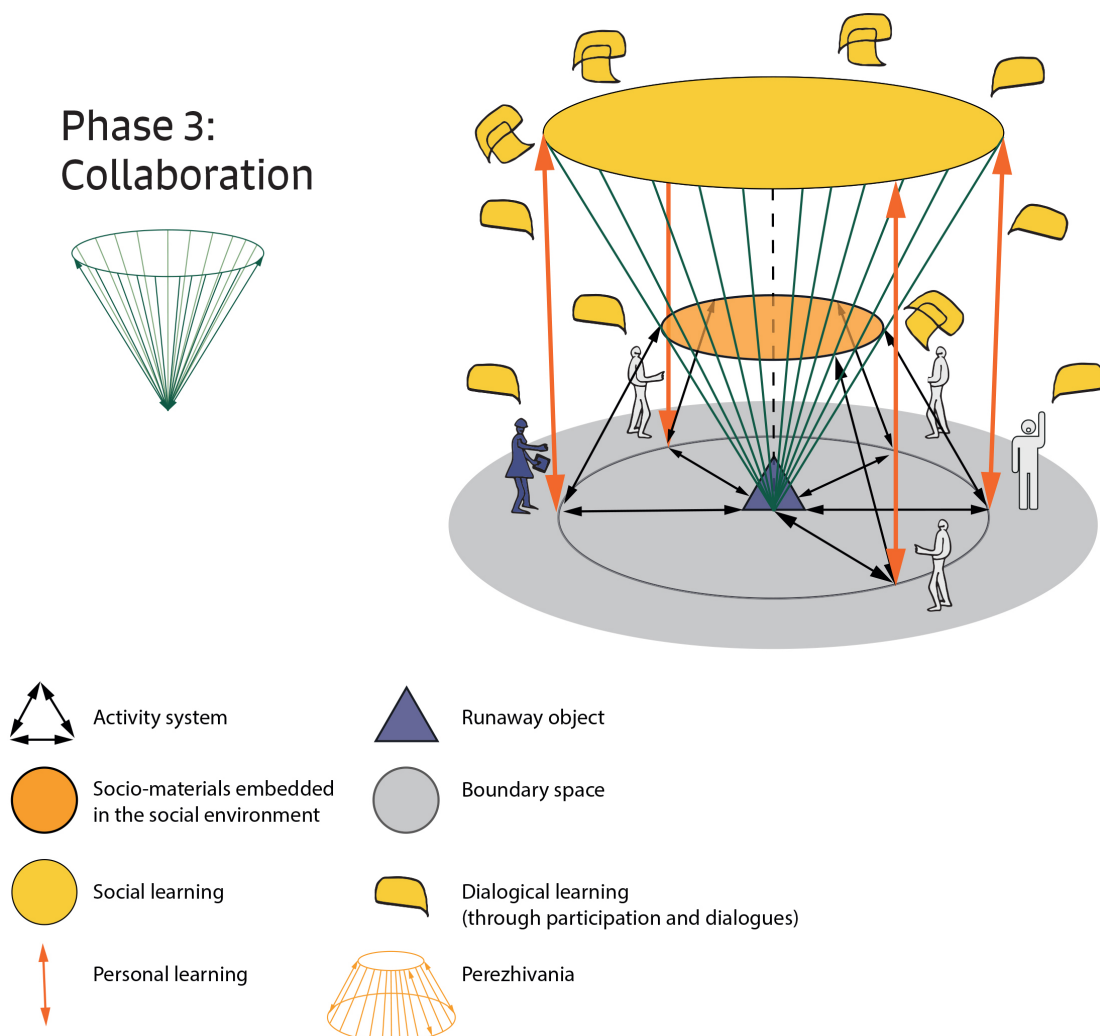 Phase 3:
Collaboration
Activity system
Runaway object
Socio-materials embedded
in the social environment
Boundary space
Social learning
Dialogical learning
(through participation and dialogues)
Personal learning
Perezhivania